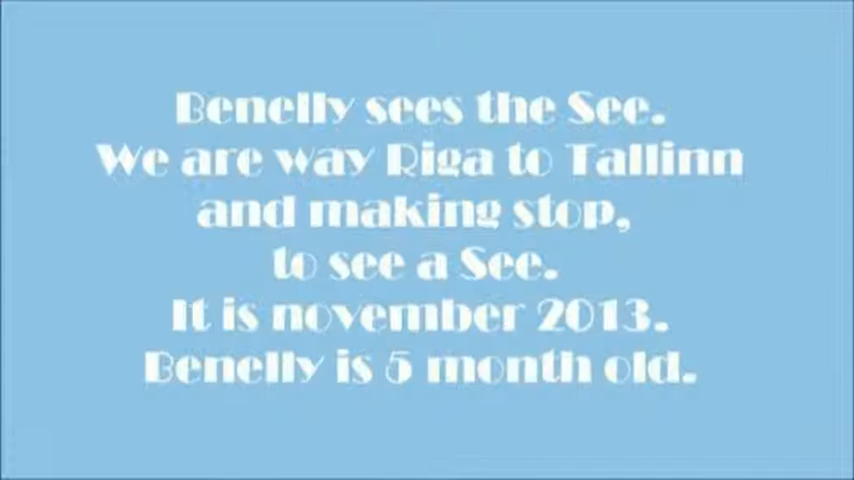 Benelly sees the See.
We are way Riga to Tallinn
and making stop,
to see a See.
It is november 2013.
Benelly is 5 month old.